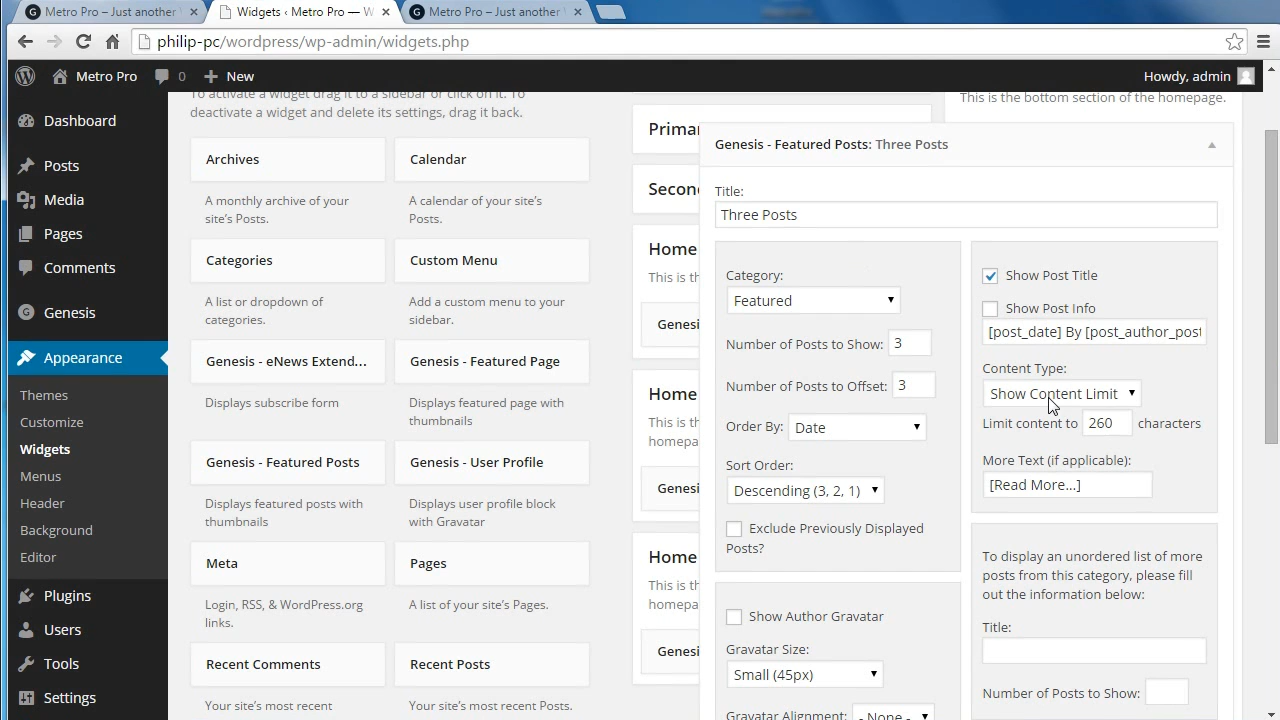 Metro Pro – Just another
Widgets ‹ Metro Pro — W
Metro Pro – Just another
philip-pc/wordpress/wp-admin/widgets.php
Metro Pro
0
New
Howdy, admin
Dashboard
Posts
Media
Pages
Comments
Genesis
Appearance
Themes
Customize
Widgets
Menus
Header
Background
Editor
Plugins
Users
Tools
Settings
To activate a widget drag it to a sidebar or click on it. To
deactivate a widget and delete its settings, drag it back.
Archives
A monthly archive of your
site's Posts.
Calendar
A calendar of your site's
Posts.
Categories
A list or dropdown of
categories.
Custom Menu
Add a custom menu to your
sidebar.
Genesis - eNews Extend...
Displays subscribe form
Genesis - Featured Page
Displays featured page with
thumbnails
Genesis - Featured Posts
Displays featured posts with
thumbnails
Genesis - User Profile
Displays user profile block
with Gravatar
Meta
Login, RSS, & WordPress.org
links.
Pages
A list of your site's Pages.
Recent Comments
Your site's most recent
Recent Posts
Your site's most recent Posts.
Prima
Secon
Home
This is th
Genesi
Home
This is th
homepa
Genesi
Home
This is th
homepa
Genesi
This is the bottom section of the homepage.
Genesis - Featured Posts: Three Posts
Title:
Three Posts
Category:
Featured
Number of Posts to Show: 3
Number of Posts to Offset: 3
Order By: Date
Sort Order:
Descending (3, 2, 1)
Exclude Previously Displayed
Posts?
Show Author Gravatar
Gravatar Size:
Small (45px)
Gravatar Alignment: - None -
Show Post Title
Show Post Info
[post_date] By [post_author_post
Content Type:
Show Content Limit
Limit content to 260 characters
More Text (if applicable):
[Read More...]
To display an unordered list of more
posts from this category, please fill
out the information below:
Title:
Number of Posts to Show: